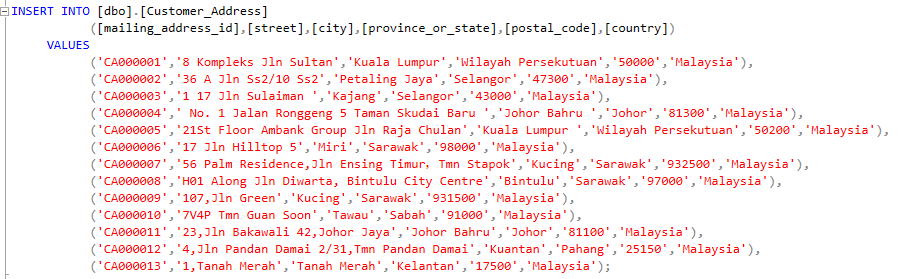 INSERT INTO [dbo].[Customer_Address]
([mailing_address_id],[street],[city],[province_or_state],[postal_code],[country])
VALUES
('CA000001','8 Kompleks Jln Sultan','Kuala Lumpur','Wilayah Persekutuan','50000','Malaysia'),
('CA000002','36 A Jln Ss2/10 Ss2','Petaling Jaya','Selangor','47300','Malaysia'),
('CA000003','1 17 Jln Sulaiman ','Kajang','Selangor','43000','Malaysia'),
('CA000004',' No. 1 Jalan Ronggeng 5 Taman Skudai Baru ','Johor Bahru ','Johor','81300','Malaysia'),
('CA000005','21St Floor Ambank Group Jln Raja Chulan','Kuala Lumpur ','Wilayah Persekutuan','50200','Malaysia'),
('CA000006','17 Jln Hilltop 5','Miri','Sarawak','98000','Malaysia'),
('CA000007','56 Palm Residence,Jln Ensing Timur, Tmn Stapok','Kucing','Sarawak','932500','Malaysia'),
('CA000008','H01 Along Jln Diwarta, Bintulu City Centre','Bintulu','Sarawak','97000','Malaysia'),
('CA000009','107,Jln Green','Kucing','Sarawak','931500','Malaysia'),
('CA000010','7V4P Tmn Guan Soon','Tawau','Sabah','91000','Malaysia'),
('CA000011','23,Jln Bakawali 42,Johor Jaya','Johor Bahru','Johor','81100','Malaysia'),
('CA000012','4,Jln Pandan Damai 2/31,Tmn Pandan Damai','Kuantan','Pahang','25150','Malaysia'),
('CA000013','1,Tanah Merah','Tanah Merah','Kelantan','17500','Malaysia');